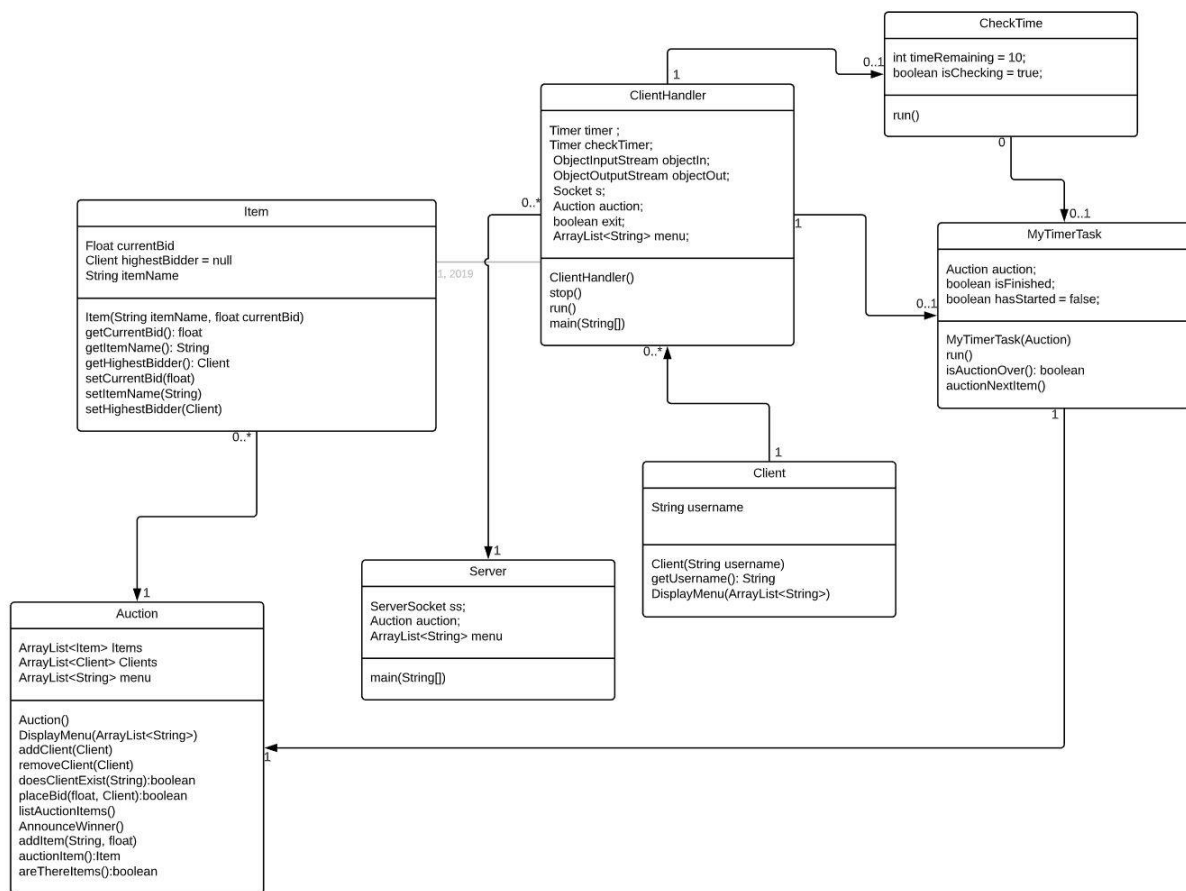 CheckTime
int timeRemaining = 10;
boolean isChecking = true;
run()
1
0..1
0
0..1
ClientHandler
Timer timer ;
Timer checkTimer;
ObjectInputStream objectIn;
ObjectOutputStream objectOut;
Socket s;
Auction auction;
boolean exit;
ArrayList<String> menu;
ClientHandler()
stop()
run()
main(String[])
0..*
1
0..1
0..*
Item
Float currentBid
Client highestBidder = null
String itemName
Item(String itemName, float currentBid)
getCurrentBid(): float
getItemName(): String
getHighestBidder(): Client
setCurrentBid(float)
setItemName(String)
setHighestBidder(Client)
0..*
1, 2019
MyTimerTask
Auction auction;
boolean isFinished;
boolean hasStarted = false;
MyTimerTask(Auction)
run()
isAuctionOver(): boolean
auctionNextItem()
1
1
Client
String username
Client(String username)
getUsername(): String
DisplayMenu(ArrayList<String>)
1
Server
ServerSocket ss;
Auction auction;
ArrayList<String> menu
main(String[])
1
Auction
ArrayList<Item> Items
ArrayList<Client> Clients
ArrayList<String> menu
Auction()
DisplayMenu(ArrayList<String>)
addClient(Client)
removeClient(Client)
doesClientExist(String):boolean
placeBid(float, Client):boolean
listAuctionItems()
AnnounceWinner()
addItem(String, float)
auctionItem():Item
areThereItems():boolean
1